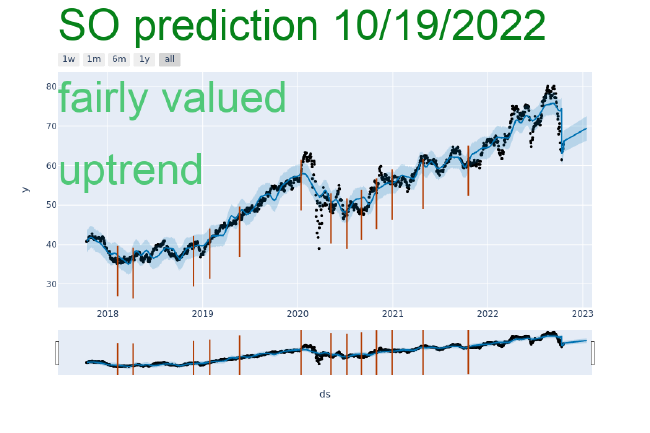 SO prediction 10/19/2022
1w 1m 6m 1y all
80
fairly valued
70
uptrend
60
y
50
40
30
2018 2019 2020 2021 2022 2023
ds